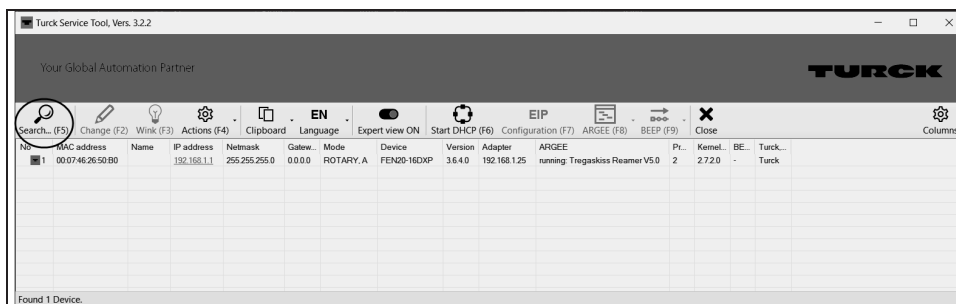 Turck Service Tool, Vers. 3.2.2
Your Global Automation Partner
TURCK
Search... (F5) Change (F2) Wink (F3) Actions (F4) Clipboard EN Language Expert view ON Start DHCP (F6) EIP Configuration (F7) ARGEE (F8) BEEP (F9) Close Columns
No MAC address Name IP address Netmask Gatew... Mode Device Version Adapter ARGEE Pr... Kernel... BE... Turck,...
1 00:07:46:26:50:B0 192.168.1.1 255.255.255.0 0.0.0.0 ROTARY, A FEN20-16DXP 3.6.4.0 192.168.1.25 running: Tregaskiss Reamer V5.0 2 2.7.2.0 - Turck
Found 1 Device.